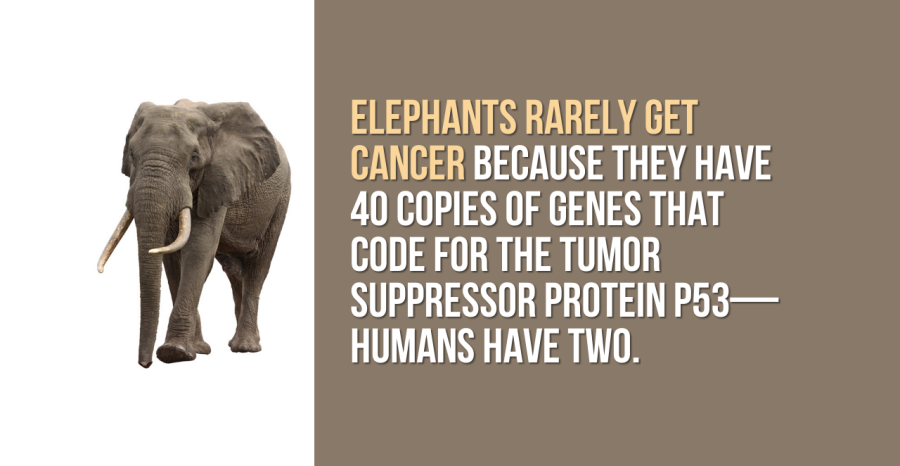 ELEPHANTS RARELY GET
CANCER BECAUSE THEY HAVE
40 COPIES OF GENES THAT
CODE FOR THE TUMOR
SUPPRESSOR PROTEIN P53—
HUMANS HAVE TWO.